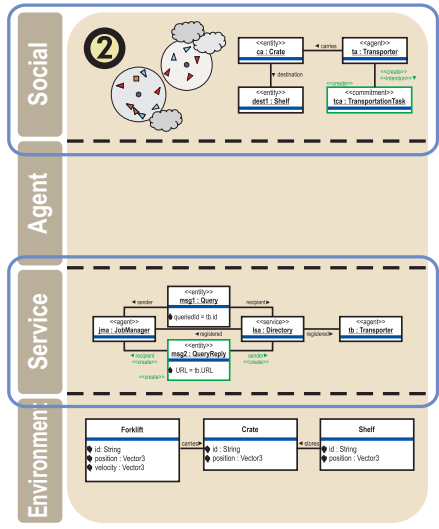 Social
2
<<entity>>
ca : Crate
◄ carries
<<agent>>
ta : Transporter
▼ destination
<<create>>
<<intention>>▼
<<create>>
<<entity>>
dest1 : Shelf
<<commitment>>
tca : TransportationTask
Agent
Service
<<entity>>
msg1 : Query
queriedId = tb.id
◄ sender
recipient►
<<agent>>
jma : JobManager
◄ registered
<<service>>
lsa : Directory
registered►
<<agent>>
tb : Transporter
<<entity>>
msg2 : QueryReply
URL = tb.URL
◄ recipient
<<create>>
sender►
<<create>>
<<create>>
Environment
Forklift
id: String
position : Vector3
velocity : Vector3
carries►
Crate
id : String
position : Vector3
◄ stores
Shelf
id : String
position : Vector3